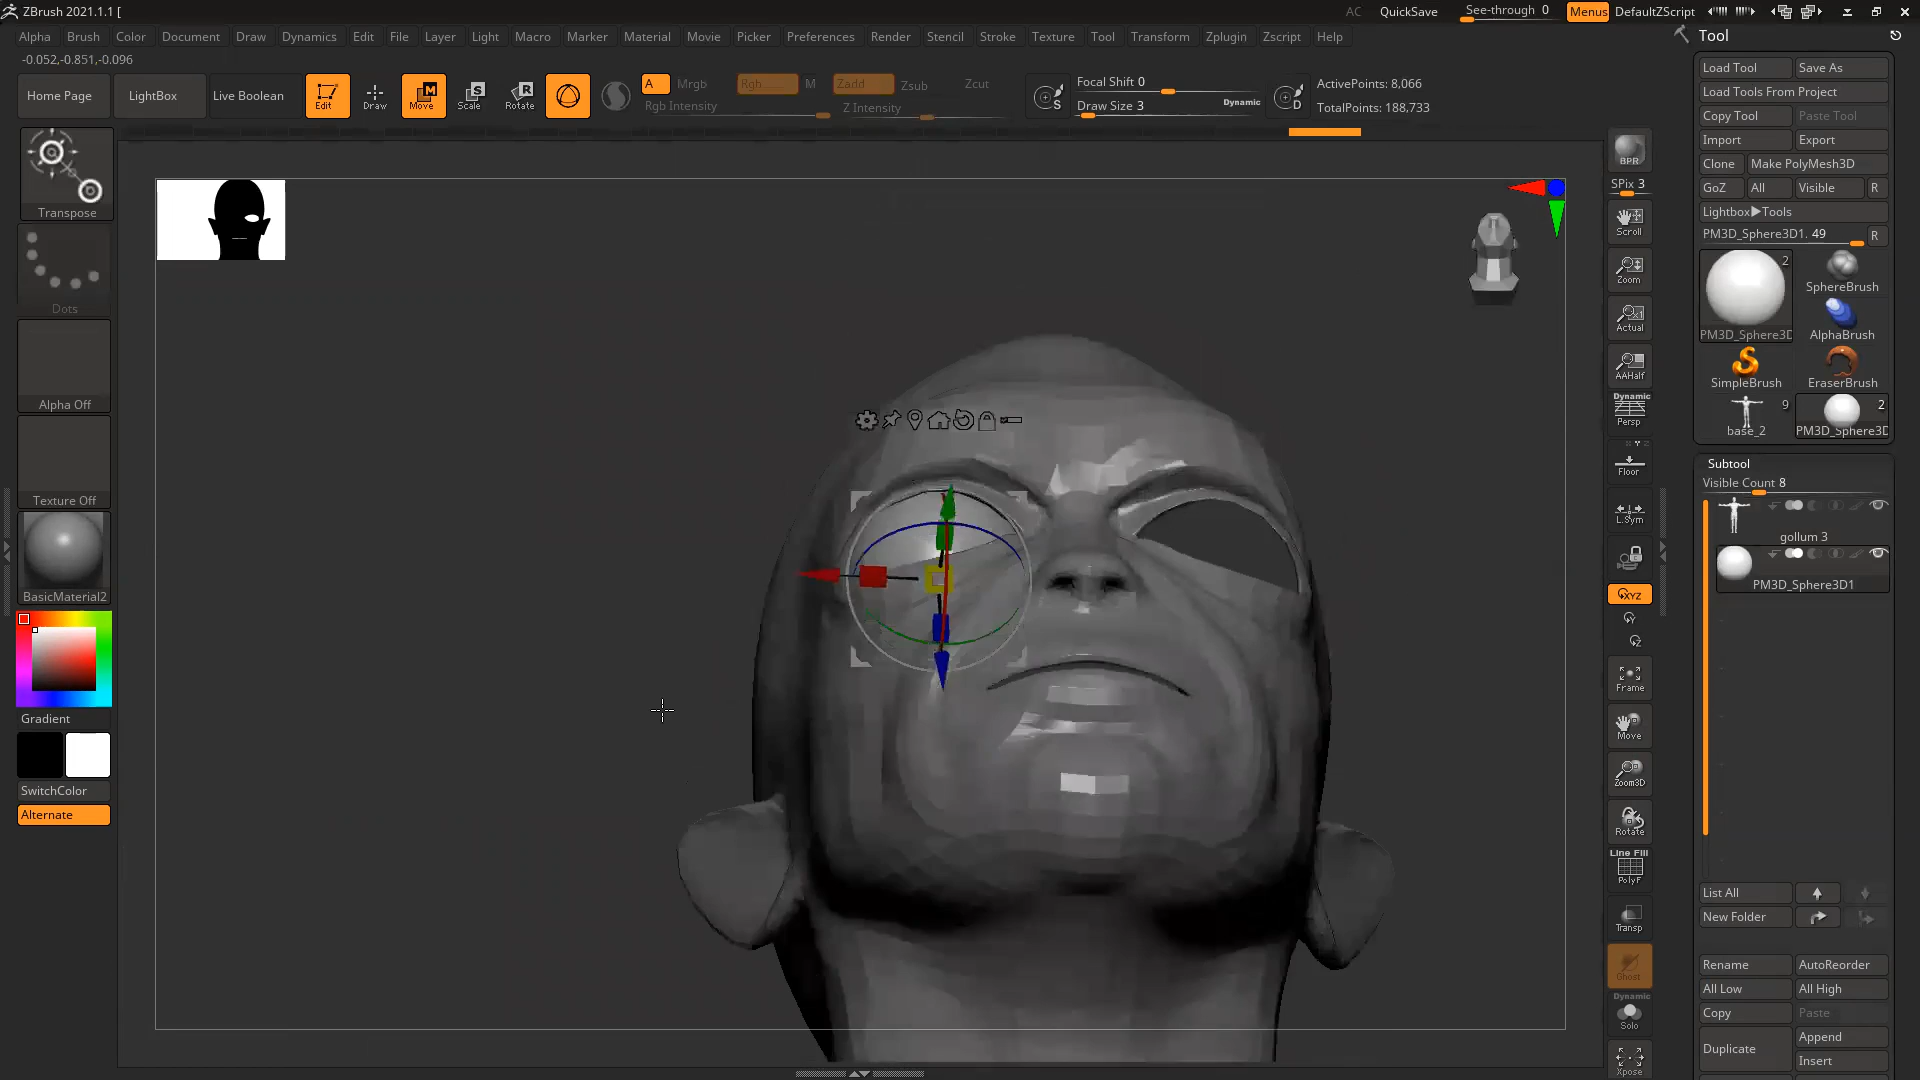 ZBrush 2021.1.1 [
AC
QuickSave
See-through 0
Menus
DefaultZScript
Alpha Brush Color Document Draw Dynamics Edit File Layer Light Macro Marker Material Movie Picker Preferences Render Stencil Stroke Texture Tool Transform Zplugin Zscript Help
-0.052,-0.851,-0.096
Home Page
LightBox
Live Boolean
Edit
Draw
Move
Scale
Rotate
A
Mrgb
Rgb
M
Rgb Intensity
Zadd
Zsub
Zcut
Z Intensity
Focal Shift 0
Draw Size 3
Dynamic
ActivePoints: 8,066
TotalPoints: 188,733
Transpose
Dots
Alpha Off
Texture Off
BasicMaterial2
Gradient
SwitchColor
Alternate
BPR
SPix 3
Scroll
Zoom
Actual
AAHalf
Dynamic
Persp
Floor
L.Sym
XYZ
Frame
Move
Zoom3D
Rotate
Line Fill
PolyF
Transp
Ghost
Dynamic
Solo
Xpose
Tool
Load Tool
Save As
Load Tools From Project
Copy Tool
Paste Tool
Import
Export
Clone
Make PolyMesh3D
GoZ
All
Visible
R
Lightbox▶Tools
PM3D_Sphere3D1. 49
R
2
PM3D_Sphere3D
SphereBrush
AlphaBrush
SimpleBrush
EraserBrush
9
base_2
2
PM3D_Sphere3D
Subtool
Visible Count 8
gollum 3
PM3D_Sphere3D1
List All
New Folder
Rename
AutoReorder
All Low
All High
Copy
Paste
Duplicate
Append
Insert